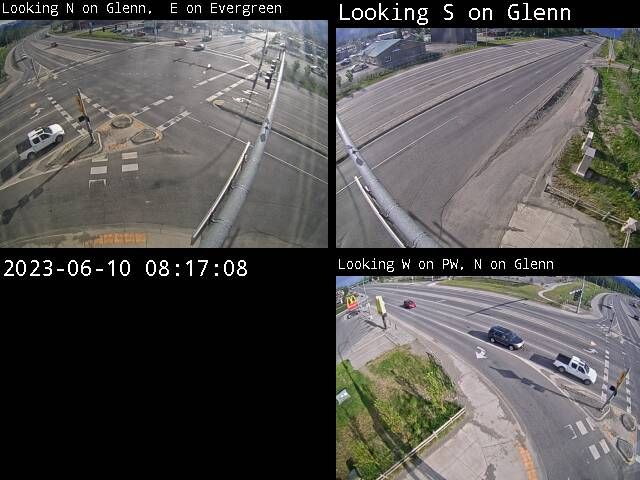 Looking N on Glenn,  E on Evergreen
Looking S on Glenn
2023-06-10 08:17:08
Looking W on PW, N on Glenn